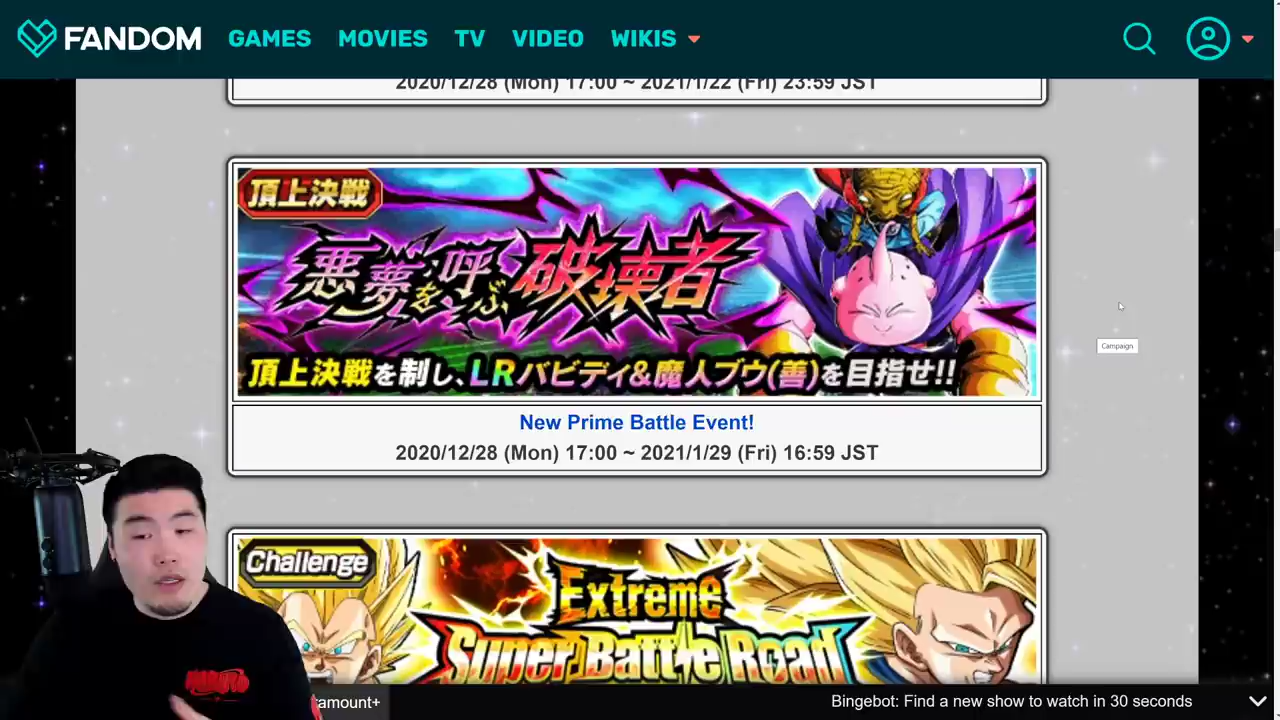 FANDOM GAMES MOVIES TV VIDEO WIKIS
2020/12/28 (Mon) 17:00 ~ 2021/1/22 (Fri) 23:59 JST
頂上決戦
悪夢を呼ぶ破壊者
頂上決戦を制し、LRバビディ&魔人ブウ(善)を目指せ!!
Campaign
New Prime Battle Event!
2020/12/28 (Mon) 17:00 ~ 2021/1/29 (Fri) 16:59 JST
Challenge
Extreme
Super Battle Road
NARUTO
amount+
Bingebot: Find a new show to watch in 30 seconds